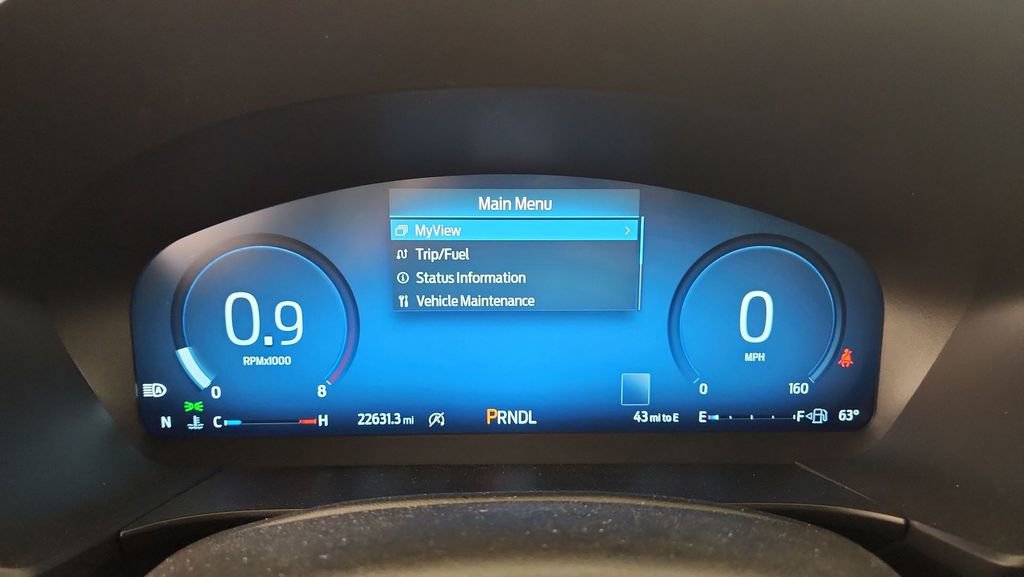 Main Menu
MyView
Trip/Fuel
Status Information
Vehicle Maintenance
0.9
RPMx1000
0 8
0
MPH
0 160
A
N C H 22631.3 mi PRNDL 43 mi to E E F 63°